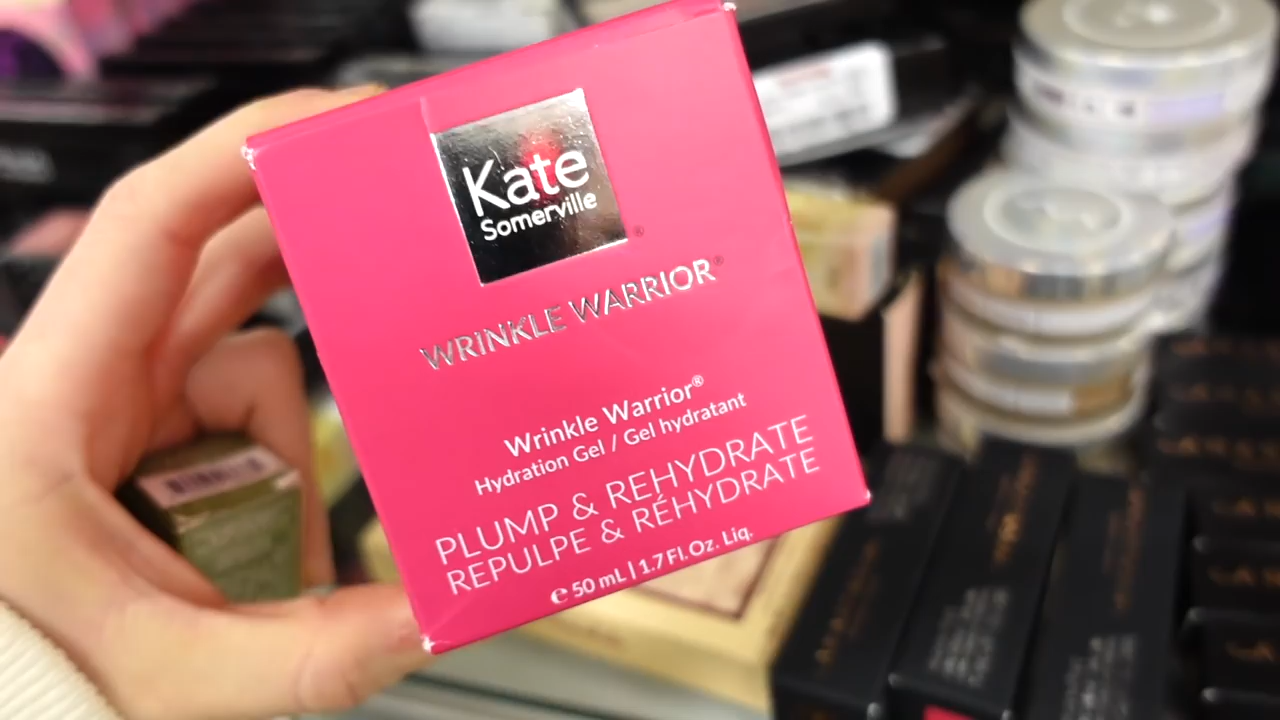 Kate
Somerville®
WRINKLE WARRIOR®
Wrinkle Warrior®
Hydration Gel / Gel hydratant
PLUMP & REHYDRATE
REPULPE & RÉHYDRATE
℮ 50 mL | 1.7 Fl. Oz. Liq.